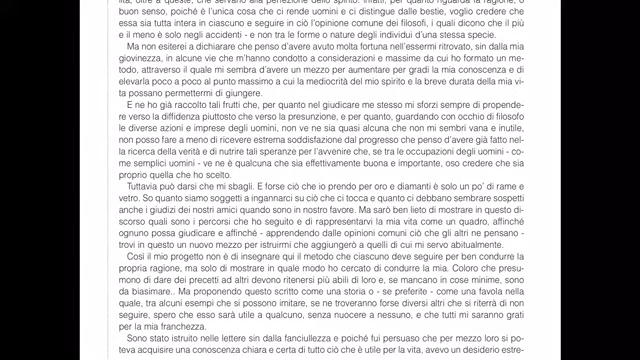 lità, oltre a queste, che servano alla perfezione dello spirito: infatti, per quanto riguarda la ragione, o
buon senso, poiché è l'unica cosa che ci rende uomini e ci distingue dalle bestie, voglio credere che
essa sia tutta intera in ciascuno e seguire in ciò l'opinione comune dei filosofi, i quali dicono che il più
e il meno è solo negli accidenti - e non tra le forme o nature degli individui d'una stessa specie.
Ma non esiterei a dichiarare che penso d'avere avuto molta fortuna nell'essermi ritrovato, sin dalla mia
giovinezza, in alcune vie che m'hanno condotto a considerazioni e massime da cui ho formato un me-
todo, attraverso il quale mi sembra d'avere un mezzo per aumentare per gradi la mia conoscenza e di
elevarla poco a poco al punto massimo a cui la mediocrità del mio spirito e la breve durata della mia vi-
ta possano permettermi di giungere.
E ne ho già raccolto tali frutti che, per quanto nel giudicare me stesso mi sforzi sempre di propende-
re verso la diffidenza piuttosto che verso la presunzione, e per quanto, guardando con occhio di filosofo
le diverse azioni e imprese degli uomini, non ve ne sia quasi alcuna che non mi sembri vana e inutile,
non posso fare a meno di ricevere estrema soddisfazione dal progresso che penso d'avere già fatto nel-
la ricerca della verità e di nutrire tali speranze per l'avvenire che, se tra le occupazioni degli uomini - co-
me semplici uomini - ve ne è qualcuna che sia effettivamente buona e importante, oso credere che sia
proprio quella che ho scelto.
Tuttavia può darsi che mi sbagli. E forse ciò che io prendo per oro e diamanti è solo un po' di rame e
vetro. So quanto siamo soggetti a ingannarci su ciò che ci tocca e quanto ci debbano sembrare sospetti
anche i giudizi dei nostri amici quando sono in nostro favore. Ma sarò ben lieto di mostrare in questo di-
scorso quali sono i percorsi che ho seguito e di rappresentarvi la mia vita come un quadro, affinché
ognuno possa giudicare e affinché - apprendendo dalle opinioni comuni ciò che gli altri ne pensano -
trovi in questo un nuovo mezzo per istruirmi che aggiungerò a quelli di cui mi servo abitualmente.
Così il mio progetto non è di insegnare qui il metodo che ciascuno deve seguire per ben condurre la
propria ragione, ma solo di mostrare in quale modo ho cercato di condurre la mia. Coloro che presu-
mono di dare dei precetti ad altri devono ritenersi più abili di loro e, se mancano in cose minime, sono
da biasimare.. Ma proponendo questo scritto come una storia o - se preferite - come una favola nella
quale, tra alcuni esempi che si possono imitare, se ne troveranno forse diversi altri che si riterrà di non
seguire, spero che esso sarà utile a qualcuno, senza nuocere a nessuno, e che tutti mi saranno grati
per la mia franchezza.
Sono stato istruito nelle lettere sin dalla fanciullezza e poiché fui persuaso che per mezzo loro si po-
teva acquisire una conoscenza chiara e certa di tutto ciò che è utile per la vita, avevo un desiderio estre-